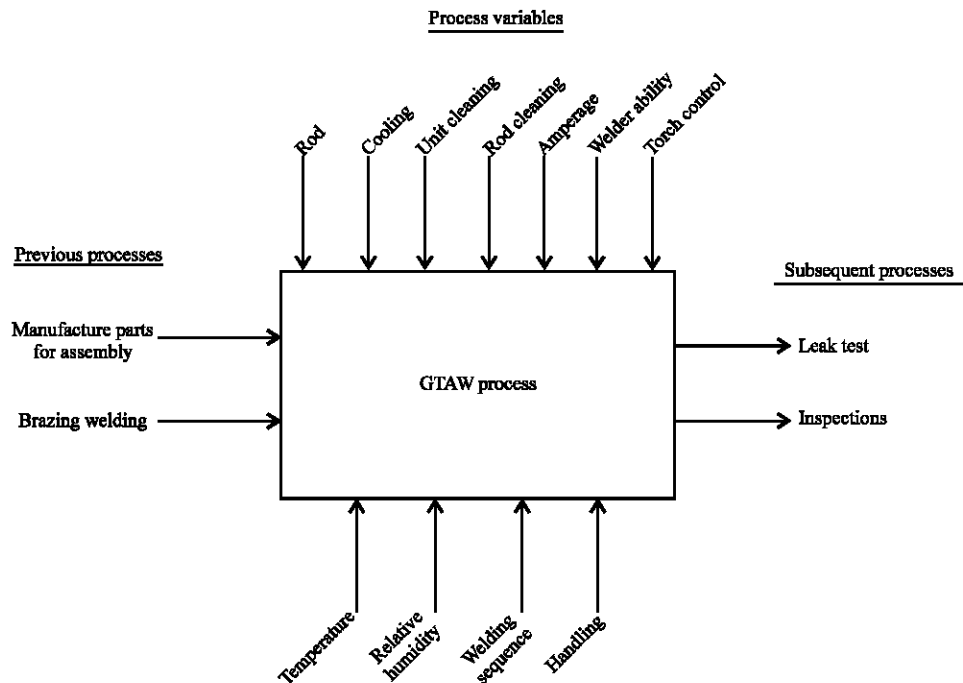 Process variables
Rod
Cooling
Unit cleaning
Rod cleaning
Amperage
Welder ability
Torch control
Previous processes
Manufacture parts
for assembly
Brazing welding
GTAW process
Subsequent processes
Leak test
Inspections
Temperature
Relative
humidity
Welding
sequence
Handling